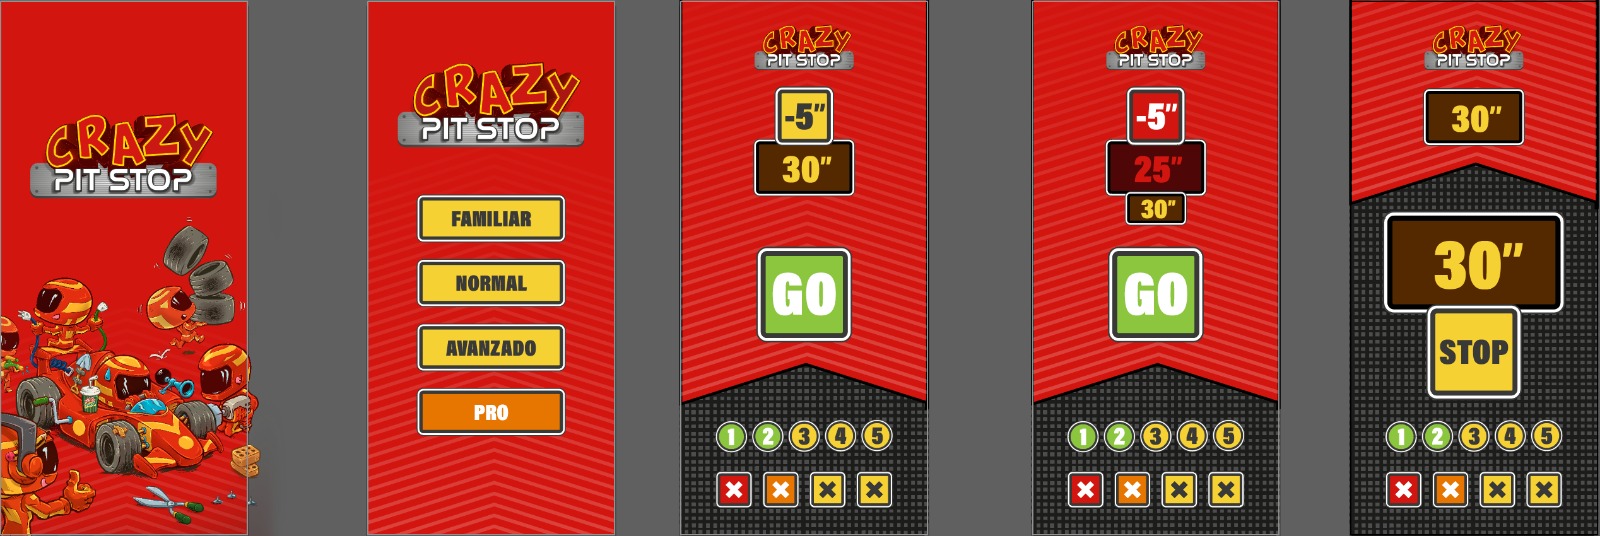 CRAZY
PIT STOP
CRAZY
PIT STOP
FAMILIAR
NORMAL
AVANZADO
PRO
CRAZY
PIT STOP
-5″
30″
GO
1 2 3 4 5
CRAZY
PIT STOP
-5″
25″
30″
GO
1 2 3 4 5
CRAZY
PIT STOP
30″
30″
STOP
1 2 3 4 5